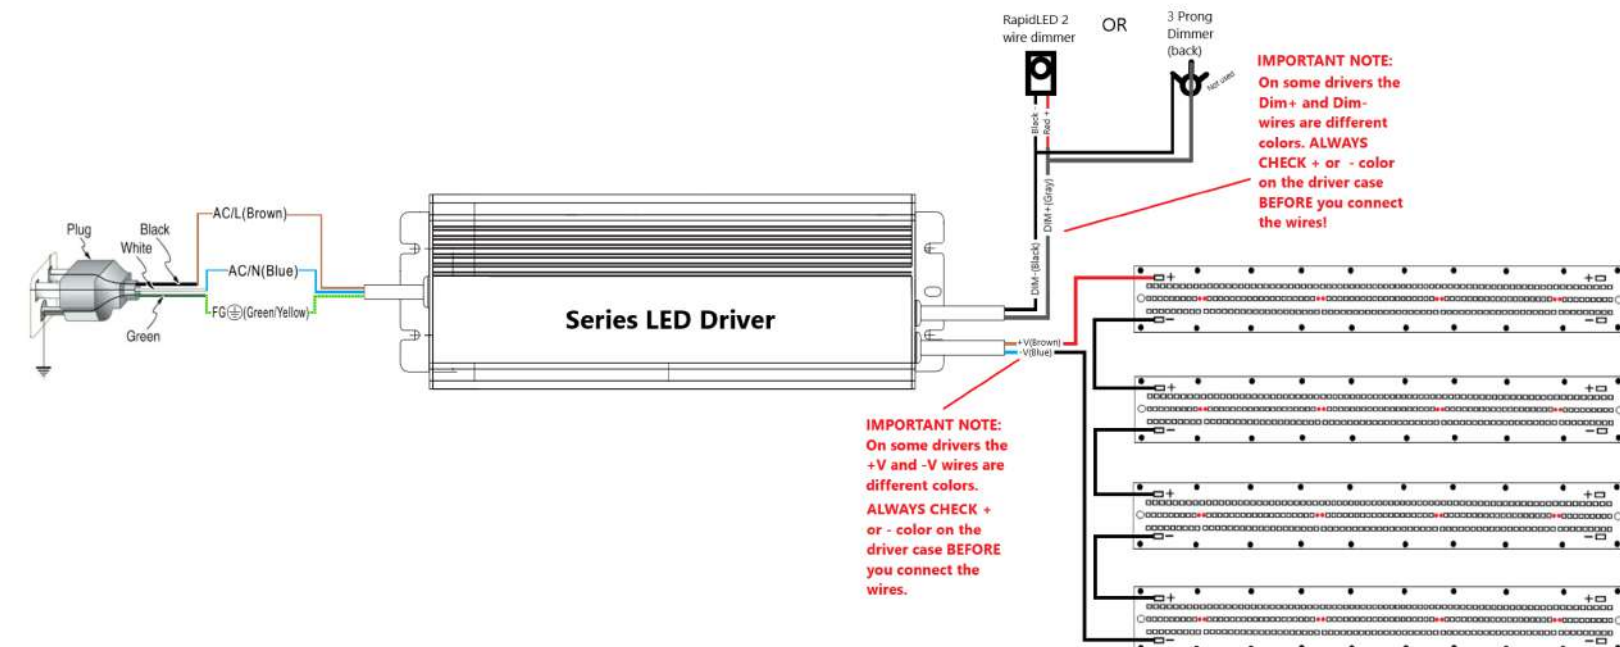 RapidLED 2
wire dimmer
OR
3 Prong
Dimmer
(back)
Not used
IMPORTANT NOTE:
On some drivers the
Dim+ and Dim-
wires are different
colors. ALWAYS
CHECK + or - color
on the driver case
BEFORE you connect
the wires!
Black -
Red +
DIM+(Gray)
DIM-(Black)
Plug
Black
White
Green
AC/L(Brown)
AC/N(Blue)
FG(Green/Yellow)
Series LED Driver
+V(Brown)
-V(Blue)
IMPORTANT NOTE:
On some drivers the
+V and -V wires are
different colors.
ALWAYS CHECK +
or - color on the
driver case BEFORE
you connect the
wires.
+ +
- -
+ +
- -
+ +
- -
+ +
- -